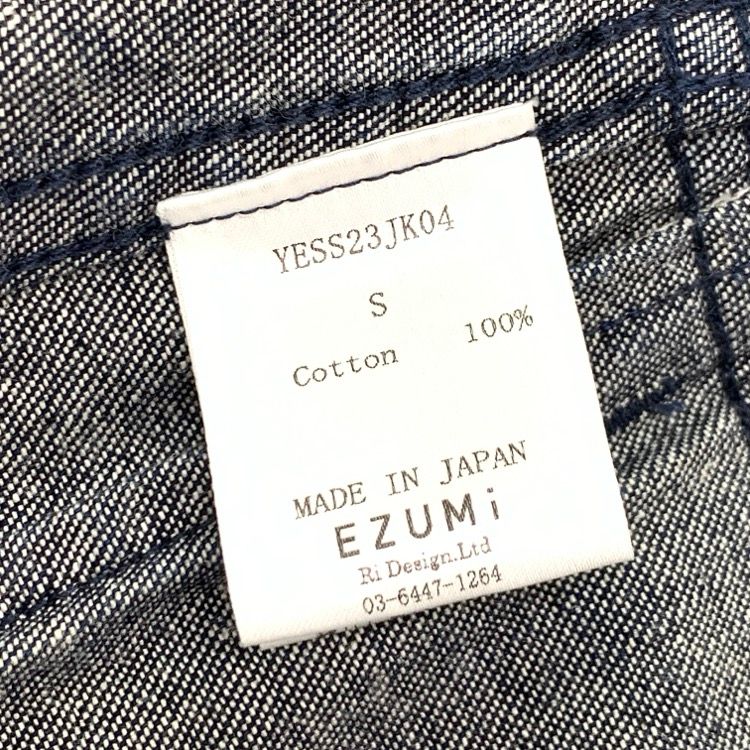 YESS23JK04
S
Cotton 100%
MADE IN JAPAN
EZUMi
Ri Design.Ltd
03-6447-1264